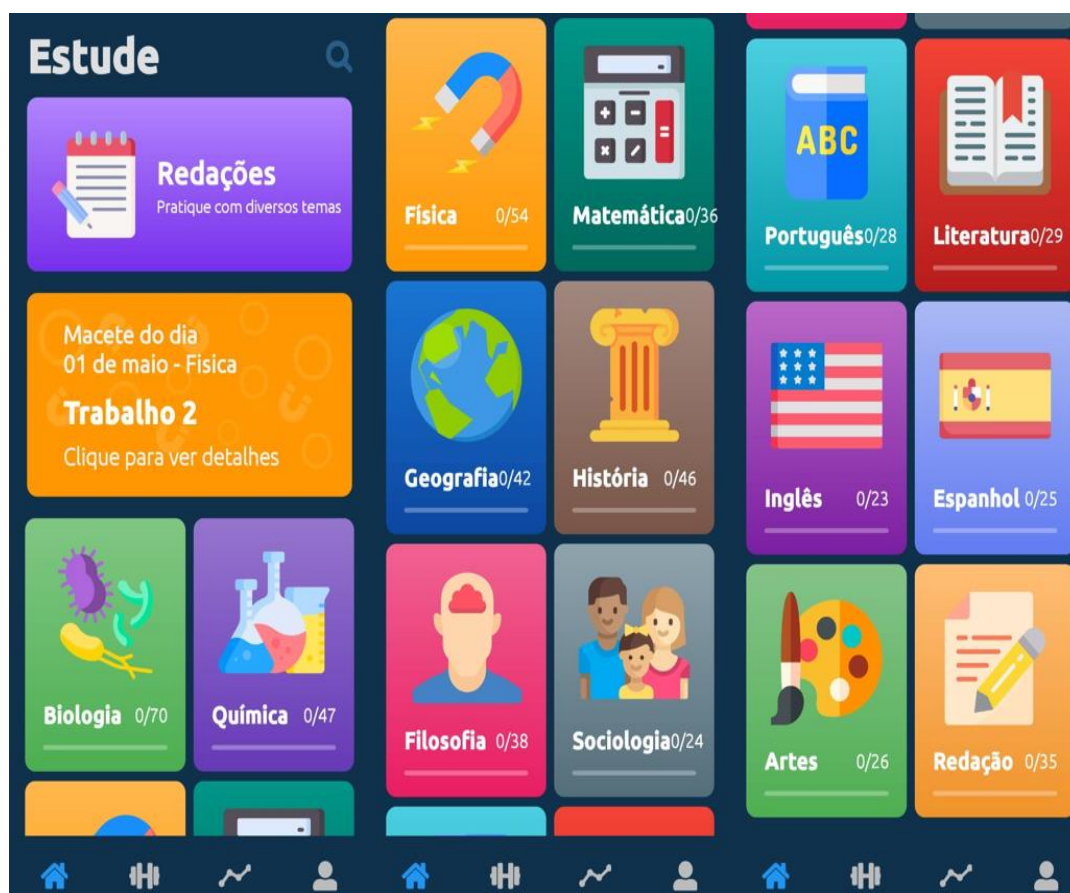 Estude
Redações
Pratique com diversos temas
Macete do dia
01 de maio - Fisica
Trabalho 2
Clique para ver detalhes
Biologia 0/70
Química 0/47
Física 0/54
Matemática 0/36
Geografia 0/42
História 0/46
Filosofia 0/38
Sociologia 0/24
ABC
Português 0/28
Literatura 0/29
Inglês 0/23
Espanhol 0/25
Artes 0/26
Redação 0/35